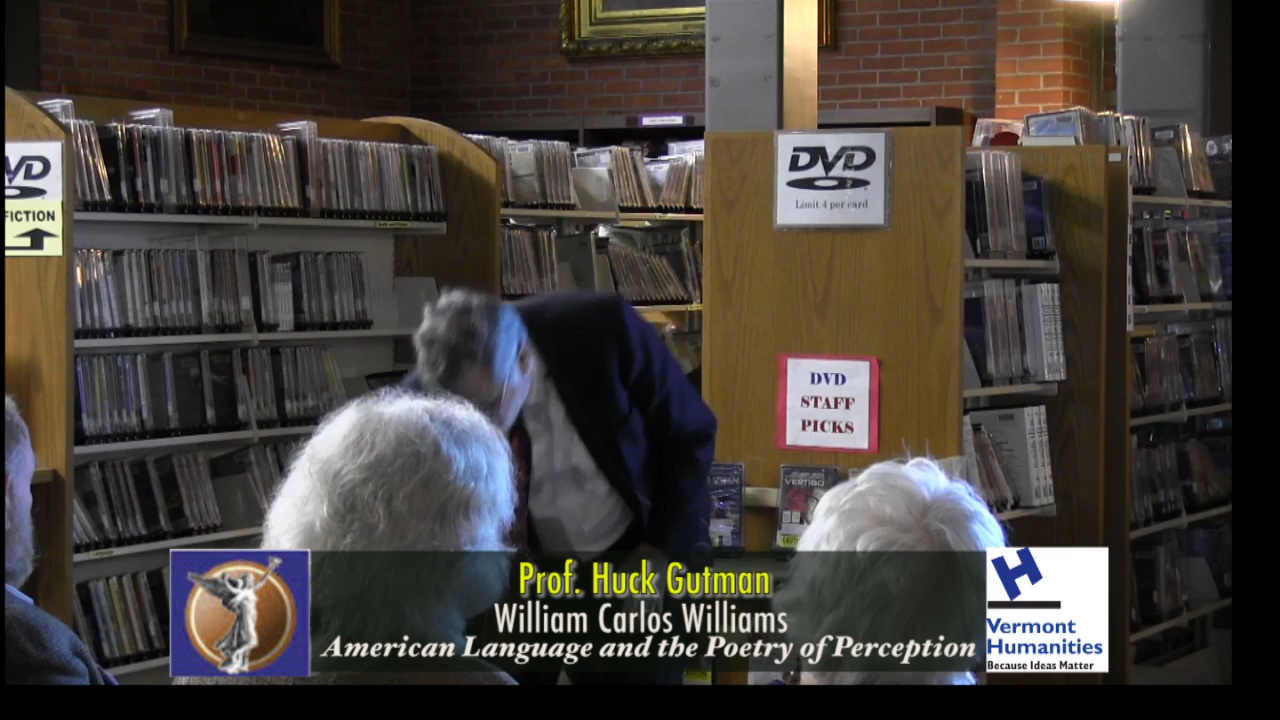 DVD
FICTION
DVD
Limit 4 per card
DVD
STAFF
PICKS
VERTIGO
Prof. Huck Gutman
William Carlos Williams
American Language and the Poetry of Perception
H
Vermont
Humanities
Because Ideas Matter